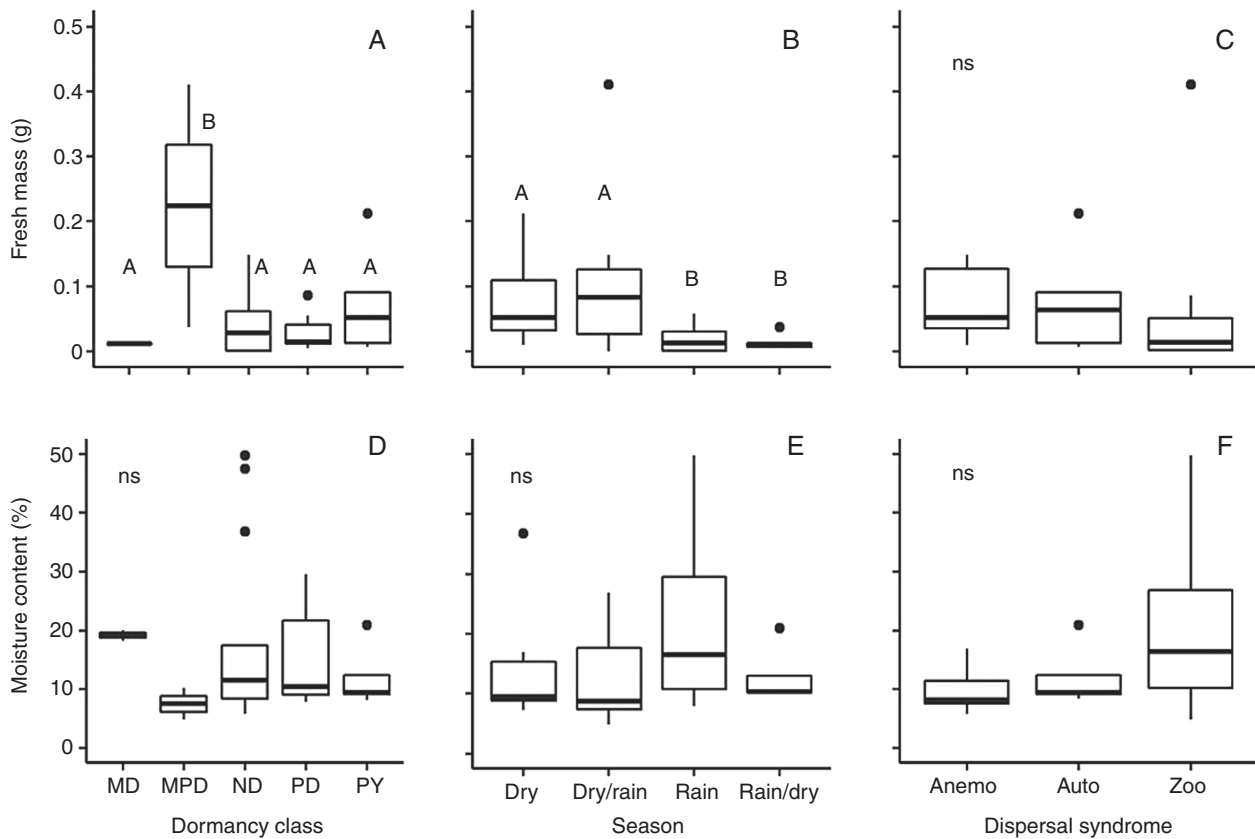 0.5
0.4
0.3
0.2
0.1
0
Fresh mass (g)
A
A
B
A
A
A
B
A
A
B
B
C
ns
50
40
30
20
10
0
Moisture content (%)
D
ns
MD MPD ND PD PY
Dormancy class
E
ns
Dry Dry/rain Rain Rain/dry
Season
F
ns
Anemo Auto Zoo
Dispersal syndrome